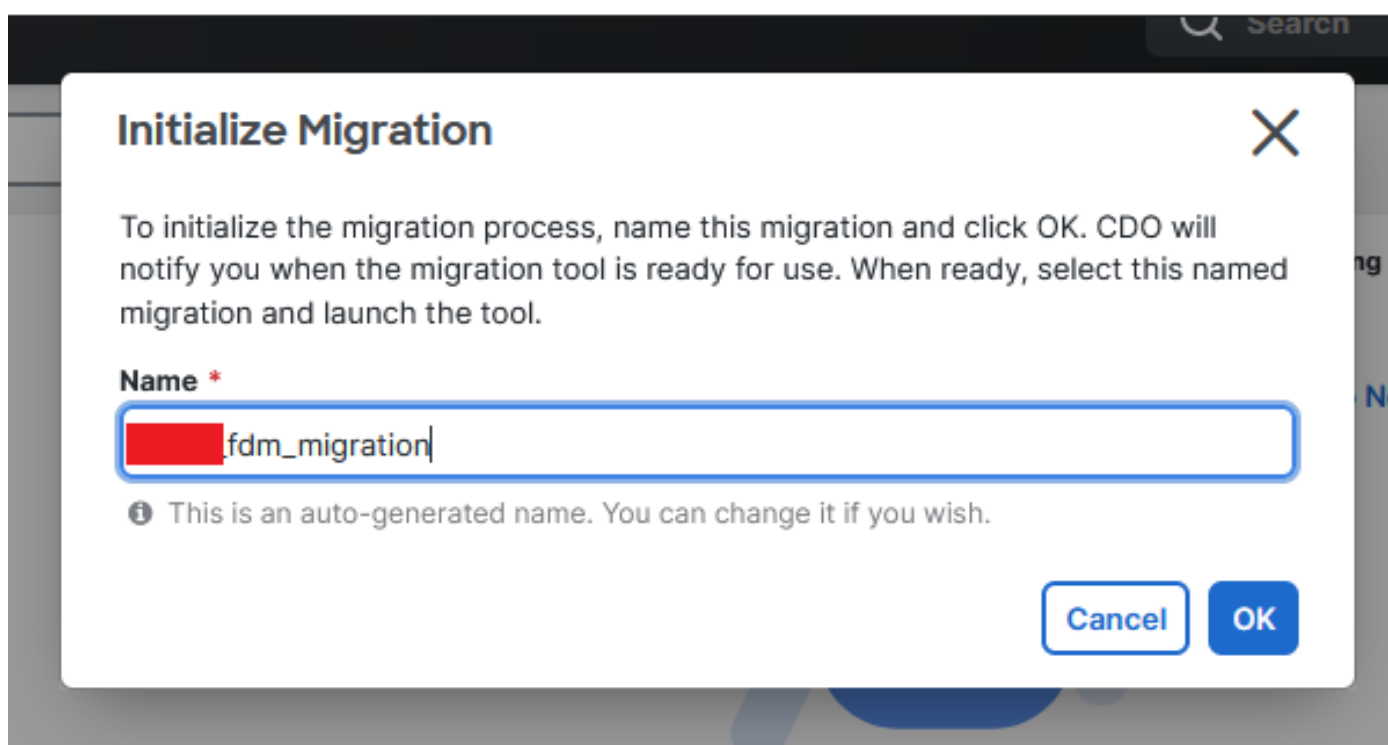 Search
Initialize Migration
To initialize the migration process, name this migration and click OK. CDO will
notify you when the migration tool is ready for use. When ready, select this named
migration and launch the tool.
Name *
_fdm_migration
This is an auto-generated name. You can change it if you wish.
Cancel
OK